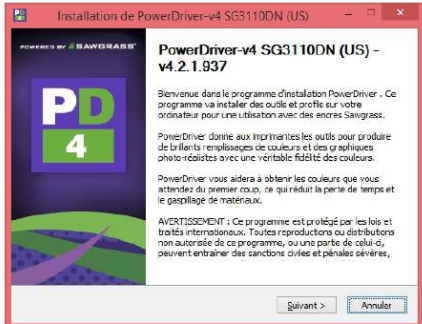 Installation de PowerDriver-v4 SG3110DN (US)
POWERED BY SAWGRASS
PD
4
PowerDriver-v4 SG3110DN (US) -
v4.2.1.937
Bienvenue dans le programme d'installation PowerDriver . Ce
programme va installer des outils et profils sur votre
ordinateur pour une utilisation avec des encres Sawgrass.
PowerDriver donne aux imprimantes les outils pour produire
de brillants remplissages de couleurs et des graphiques
photo-réalistes avec une véritable fidélité des couleurs.
PowerDriver vous aidera à obtenir les couleurs que vous
attendez du premier coup, ce qui réduit la perte de temps et
le gaspillage de matériaux.
AVERTISSEMENT : Ce programme est protégé par les lois et
traités internationaux. Toutes reproductions ou distributions
non autorisée de ce programme, ou une partie de celui-ci,
peuvent entraîner des sanctions civiles et pénales sévères,
Suivant >
Annuler